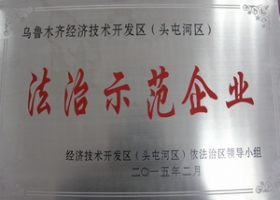 乌鲁木齐经济技术开发区（头屯河区）
法治示范企业
经济技术开发区（头屯河区）依法治区领导小组
二〇一五年二月